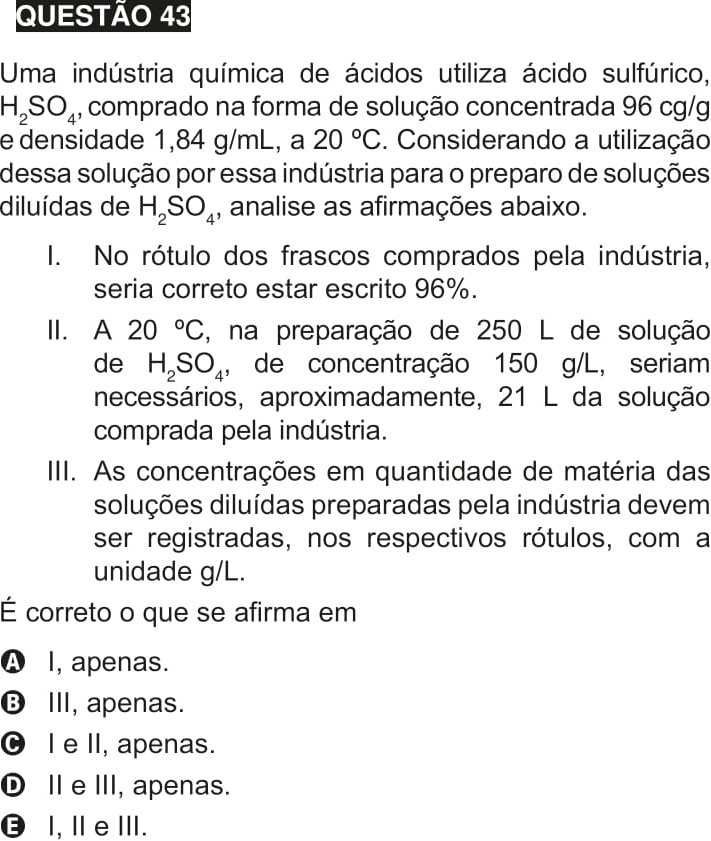 QUESTÃO 43
Uma indústria química de ácidos utiliza ácido sulfúrico,
H₂SO₄, comprado na forma de solução concentrada 96 cg/g
e densidade 1,84 g/mL, a 20 ºC. Considerando a utilização
dessa solução por essa indústria para o preparo de soluções
diluídas de H₂SO₄, analise as afirmações abaixo.
I. No rótulo dos frascos comprados pela indústria,
seria correto estar escrito 96%.
II. A 20 ºC, na preparação de 250 L de solução
de H₂SO₄, de concentração 150 g/L, seriam
necessários, aproximadamente, 21 L da solução
comprada pela indústria.
III. As concentrações em quantidade de matéria das
soluções diluídas preparadas pela indústria devem
ser registradas, nos respectivos rótulos, com a
unidade g/L.
É correto o que se afirma em
A I, apenas.
B III, apenas.
C I e II, apenas.
D II e III, apenas.
E I, II e III.